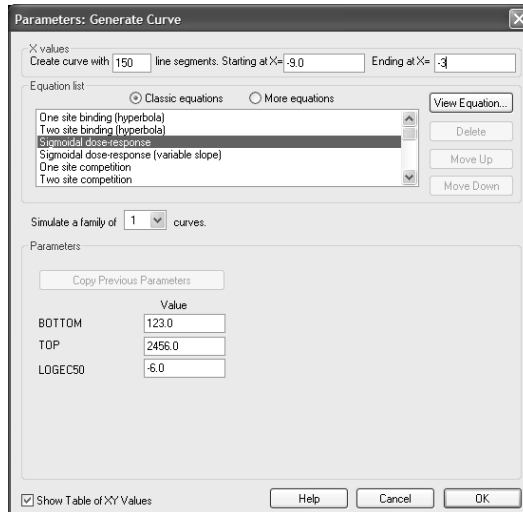 Parameters: Generate Curve
X values
Create curve with 150 line segments. Starting at X= -9.0 Ending at X= -3
Equation list
Classic equations More equations
One site binding (hyperbola)
Two site binding (hyperbola)
Sigmoidal dose-response
Sigmoidal dose-response (variable slope)
One site competition
Two site competition
View Equation...
Delete
Move Up
Move Down
Simulate a family of 1 curves.
Parameters
Copy Previous Parameters
Value
BOTTOM 123.0
TOP 2456.0
LOGEC50 -6.0
Show Table of XY Values
Help Cancel OK